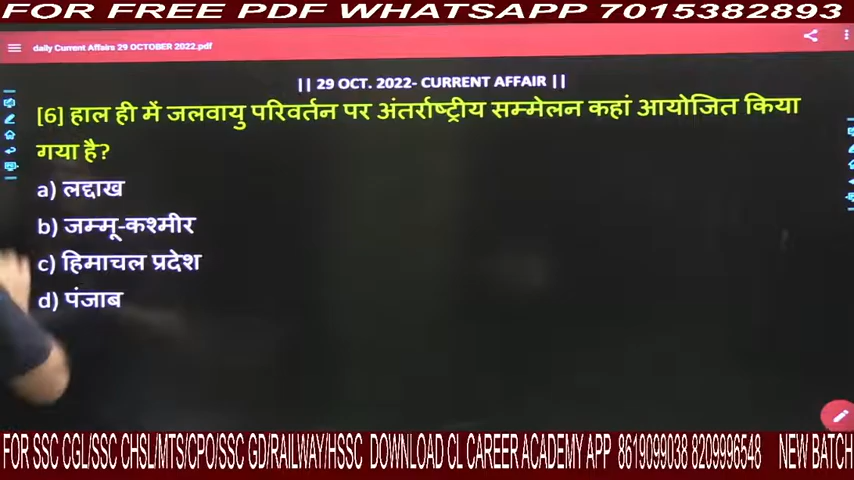 FOR FREE PDF WHATSAPP 7015382893
daily Current Affairs 29 OCTOBER 2022.pdf
|| 29 OCT. 2022- CURRENT AFFAIR ||
[6] हाल ही में जलवायु परिवर्तन पर अंतर्राष्ट्रीय सम्मेलन कहां आयोजित किया
गया है?
a) लद्दाख
b) जम्मू-कश्मीर
c) हिमाचल प्रदेश
d) पंजाब
FOR SSC CGL/SSC CHSL/MTS/CPO/SSC GD/RAILWAY/HSSC DOWNLOAD CL CAREER ACADEMY APP 8619099038 8209996548 NEW BATCH